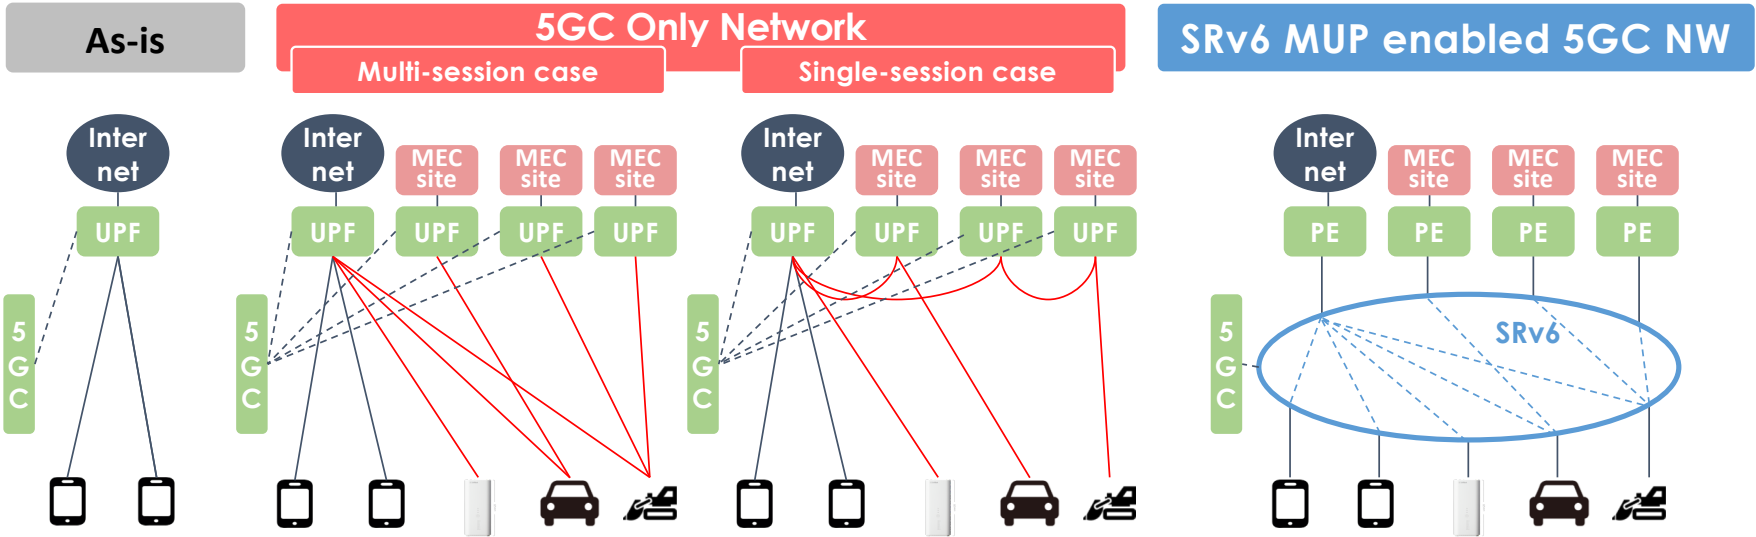 As-is
5GC Only Network
SRv6 MUP enabled 5GC NW
Multi-session case
Single-session case
Inter
net
UPF
5
G
C
Inter
net
MEC
site
MEC
site
MEC
site
UPF
UPF
UPF
UPF
5
G
C
Inter
net
MEC
site
MEC
site
MEC
site
UPF
UPF
UPF
UPF
5
G
C
Inter
net
MEC
site
MEC
site
MEC
site
PE
PE
PE
PE
5
G
C
SRv6